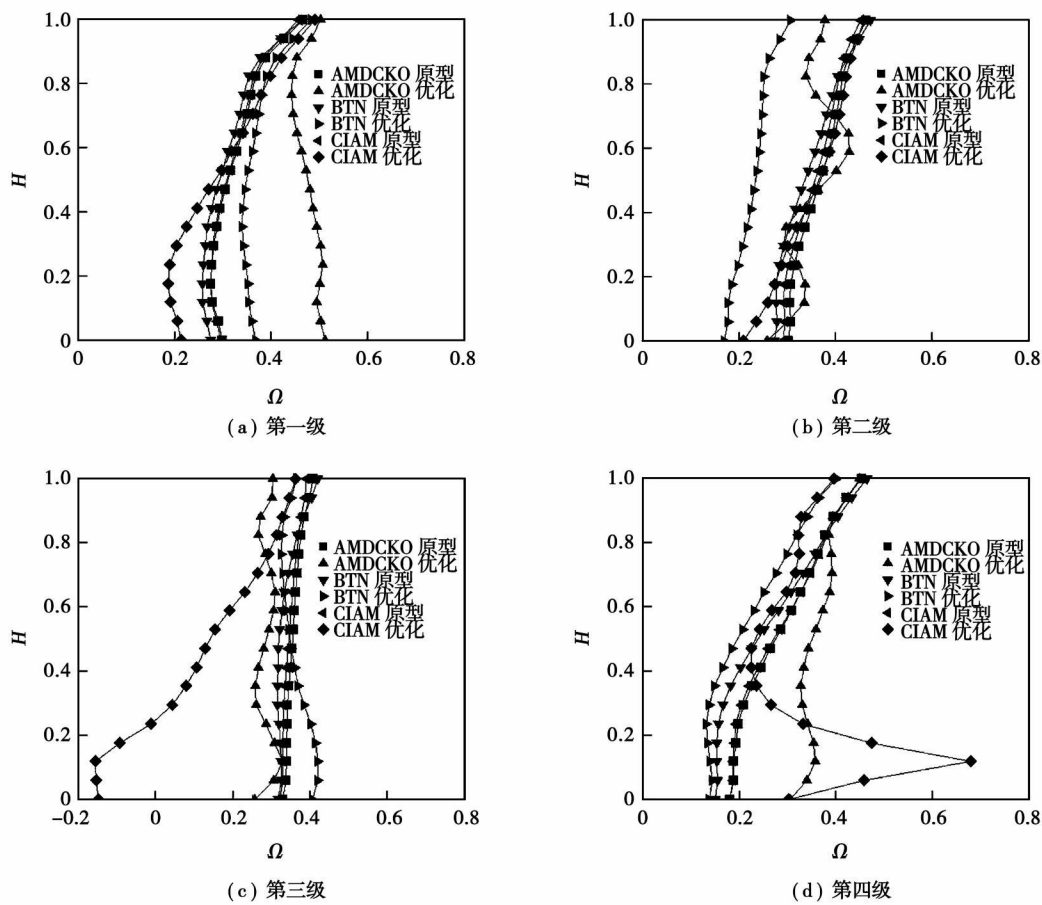 1.0
0.8
0.6
0.4
0.2
0
H
0
0.2
0.4
0.6
0.8
Ω
AMDCKO 原型
AMDCKO 优化
BTN 原型
BTN 优化
CIAM 原型
CIAM 优化
(a) 第一级
1.0
0.8
0.6
0.4
0.2
0
H
0
0.2
0.4
0.6
0.8
Ω
AMDCKO 原型
AMDCKO 优化
BTN 原型
BTN 优化
CIAM 原型
CIAM 优化
(b) 第二级
1.0
0.8
0.6
0.4
0.2
0
H
-0.2
0
0.2
0.4
0.6
0.8
Ω
AMDCKO 原型
AMDCKO 优化
BTN 原型
BTN 优化
CIAM 原型
CIAM 优化
(c) 第三级
1.0
0.8
0.6
0.4
0.2
0
H
0
0.2
0.4
0.6
0.8
Ω
AMDCKO 原型
AMDCKO 优化
BTN 原型
BTN 优化
CIAM 原型
CIAM 优化
(d) 第四级